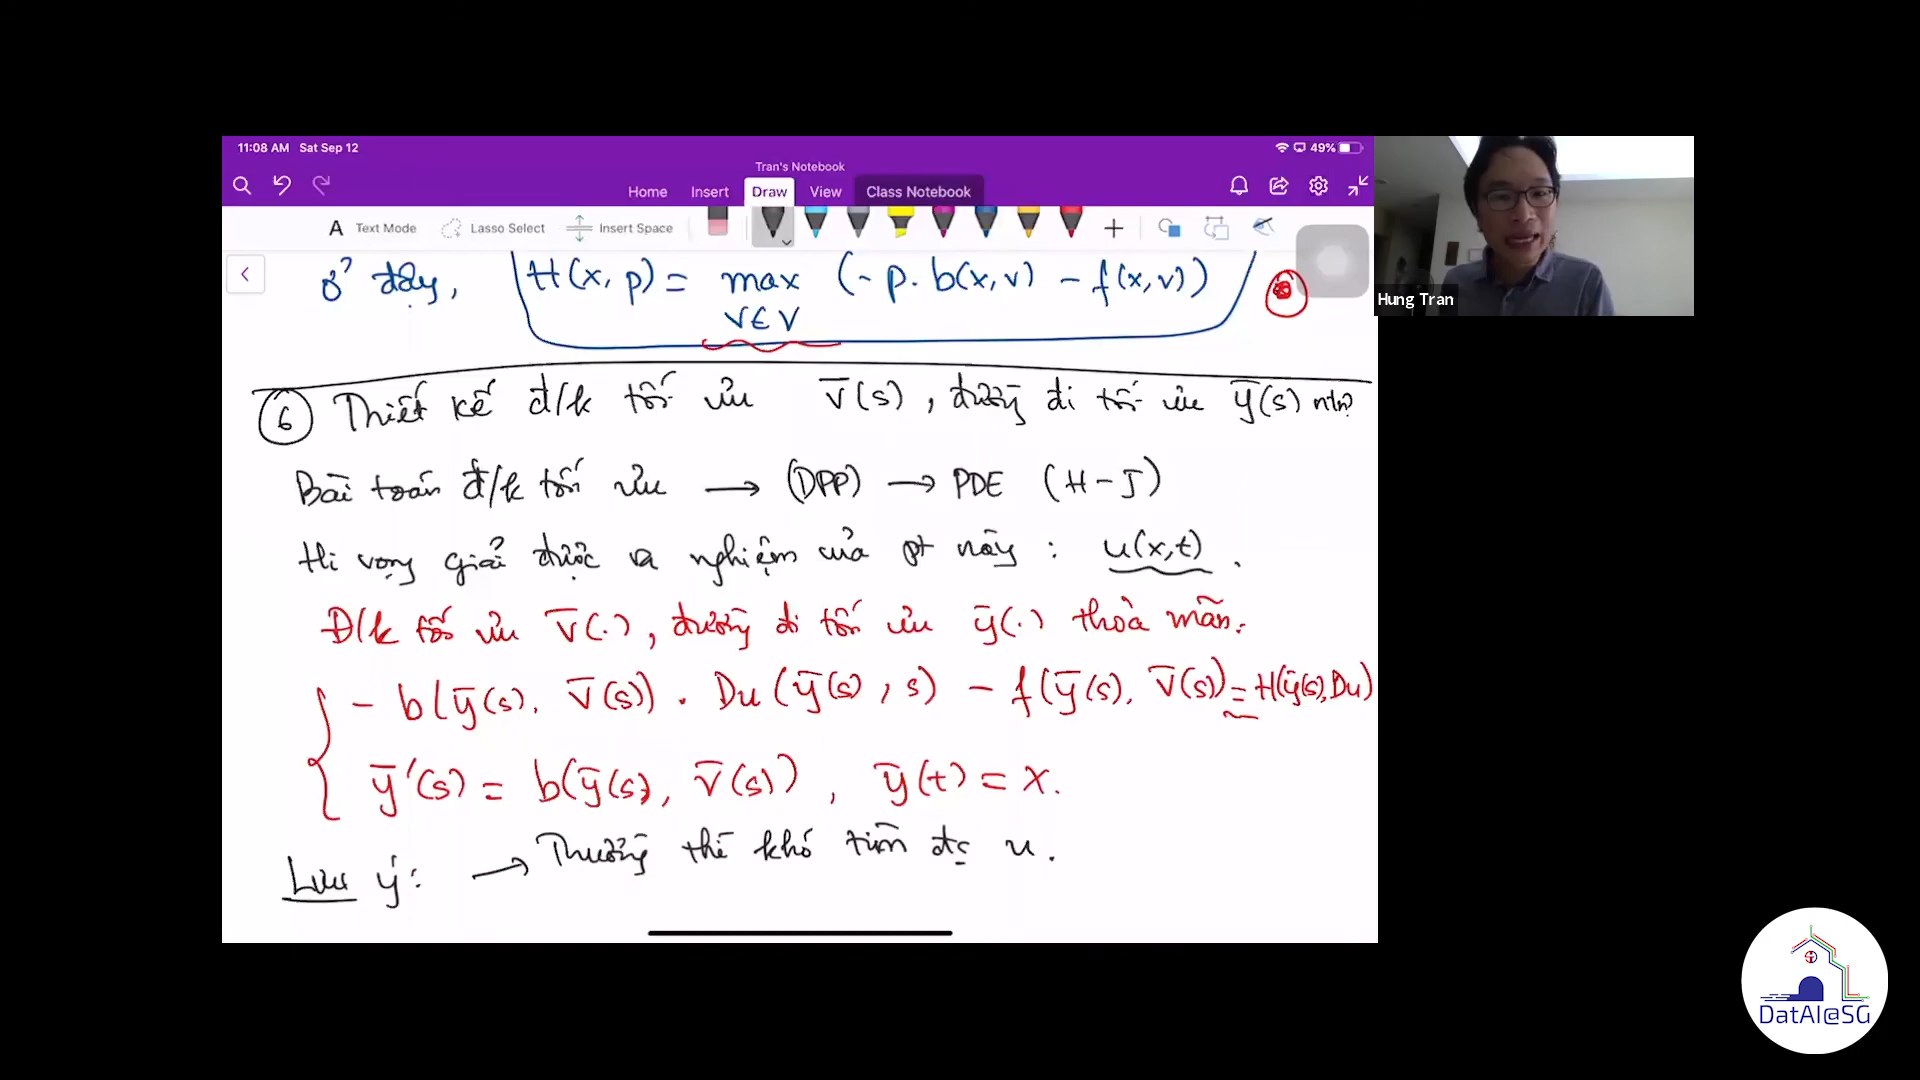 11:08 AM Sat Sep 12
49%
Tran's Notebook
Home Insert Draw View Class Notebook
A Text Mode Lasso Select Insert Space
Hung Tran
ở đây, H(x, p) = max (- p. b(x,v) - f(x,v))
v∈V
⑥ Thiết kế đ/k tối ưu v̄(s), đường đi tối ưu ȳ(s) như
Bài toán đ/k tối ưu → (DPP) → PDE (H-J)
Hi vọng giải được ra nghiệm của pt này : u(x,t) .
Đ/k tối ưu v̄(.), đường đi tối ưu ȳ(.) thỏa mãn:
{ - b(ȳ(s), v̄(s)) . Du(ȳ(s), s) - f(ȳ(s), v̄(s)) = H(ȳ(s), Du)
ȳ'(s) = b(ȳ(s), v̄(s)) , ȳ(t) = x.
Lưu ý: → Thường thì khó tìm đc u .
DatAI@SG